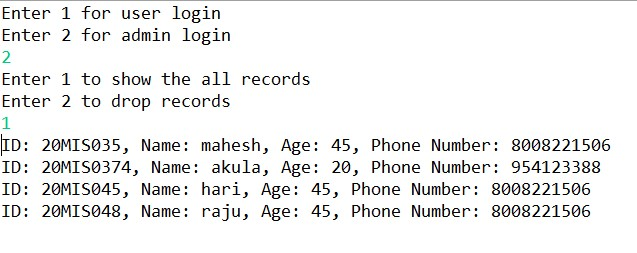 Enter 1 for user login
Enter 2 for admin login
2
Enter 1 to show the all records
Enter 2 to drop records
1
ID: 20MIS035, Name: mahesh, Age: 45, Phone Number: 8008221506
ID: 20MIS0374, Name: akula, Age: 20, Phone Number: 954123388
ID: 20MIS045, Name: hari, Age: 45, Phone Number: 8008221506
ID: 20MIS048, Name: raju, Age: 45, Phone Number: 8008221506